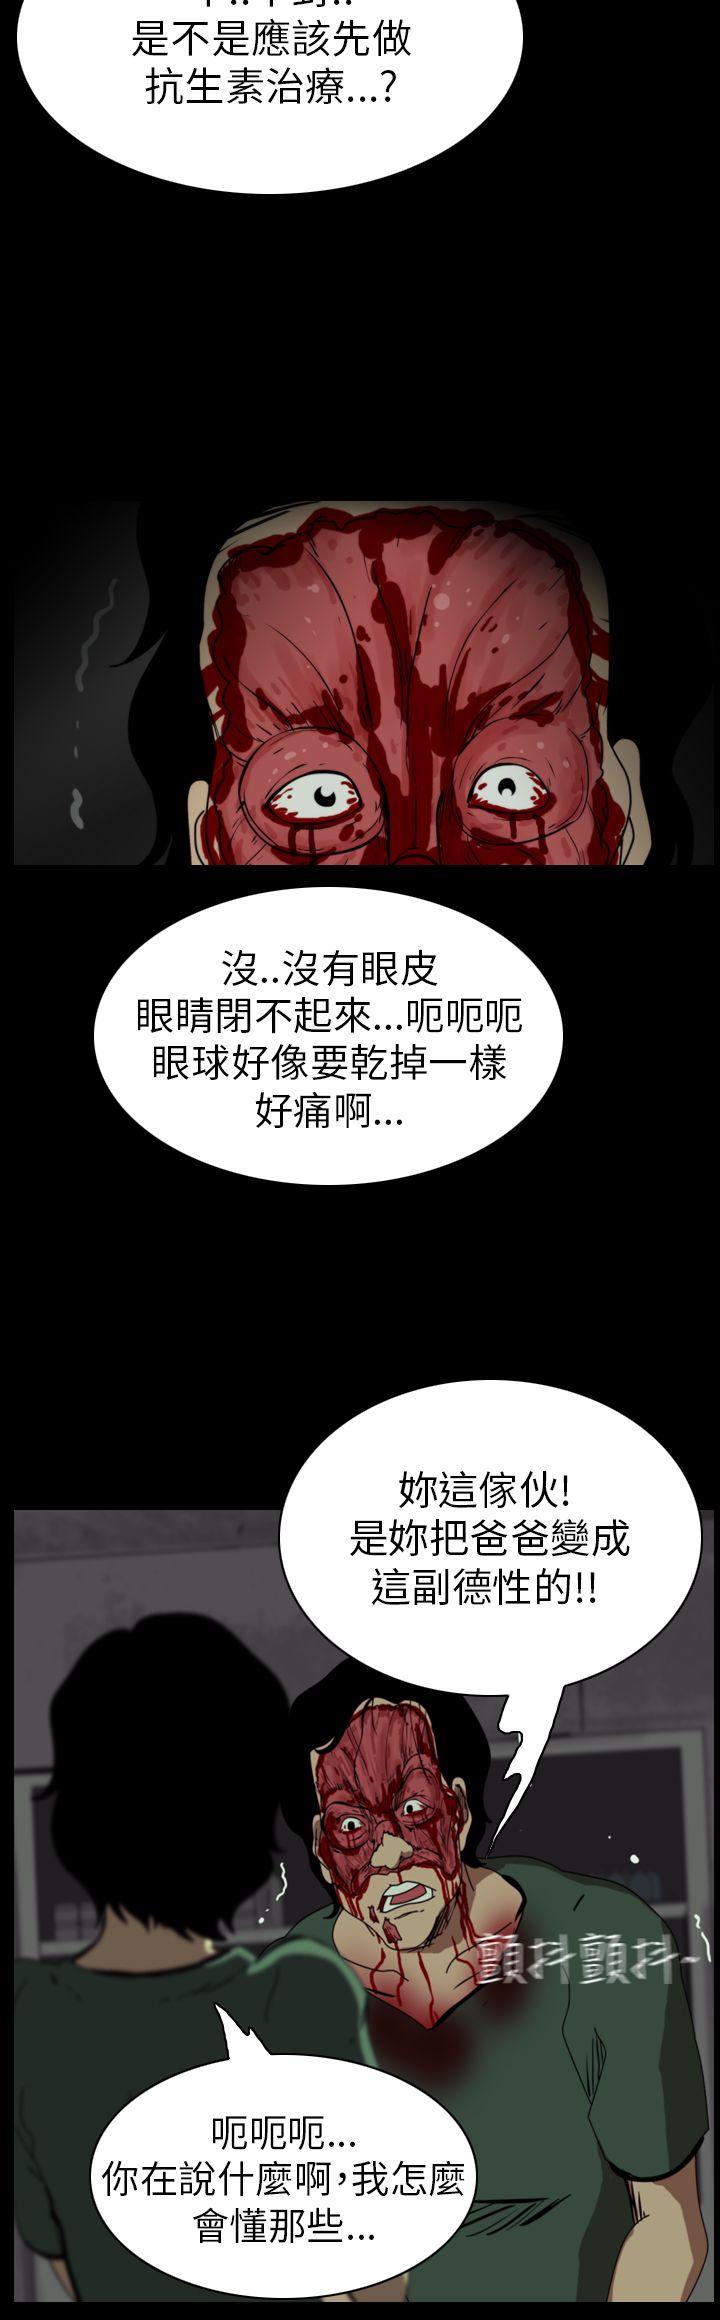 是不是應該先做
抗生素治療...?
沒..沒有眼皮
眼睛閉不起來...呃呃呃
眼球好像要乾掉一樣
好痛啊...
妳這傢伙!
是妳把爸爸變成
這副德性的!!
顫抖顫抖~
呃呃呃...
你在說什麼啊,我怎麼
會懂那些...